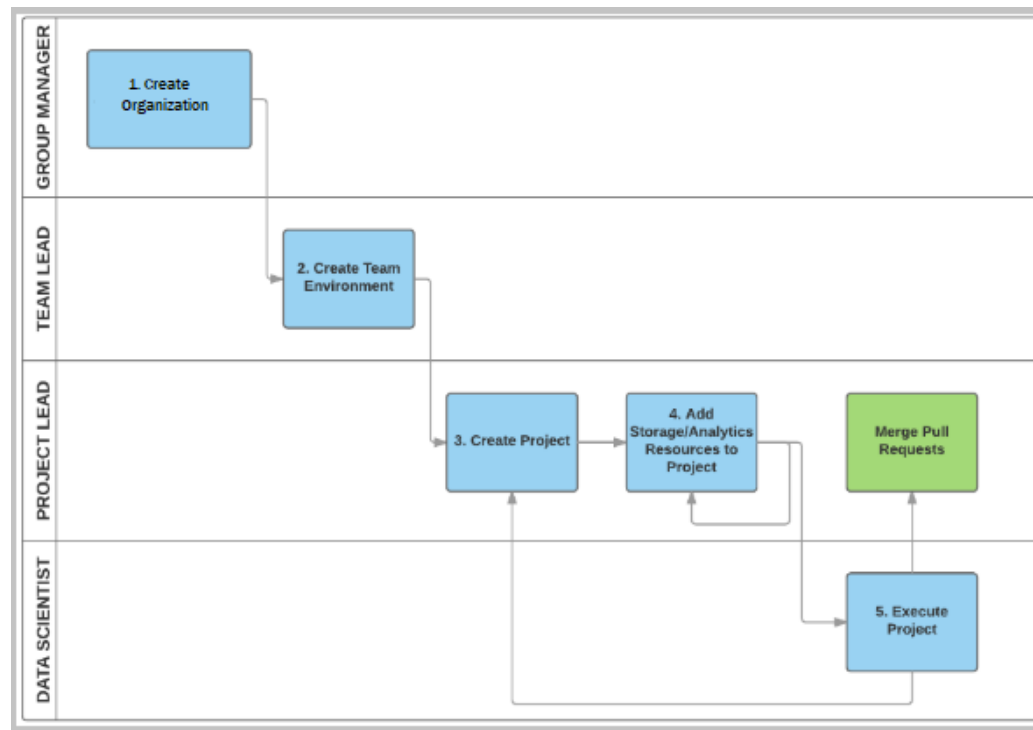 GROUP MANAGER
1. Create
Organization
TEAM LEAD
2. Create Team
Environment
PROJECT LEAD
3. Create Project
4. Add
Storage/Analytics
Resources to
Project
Merge Pull
Requests
DATA SCIENTIST
5. Execute
Project